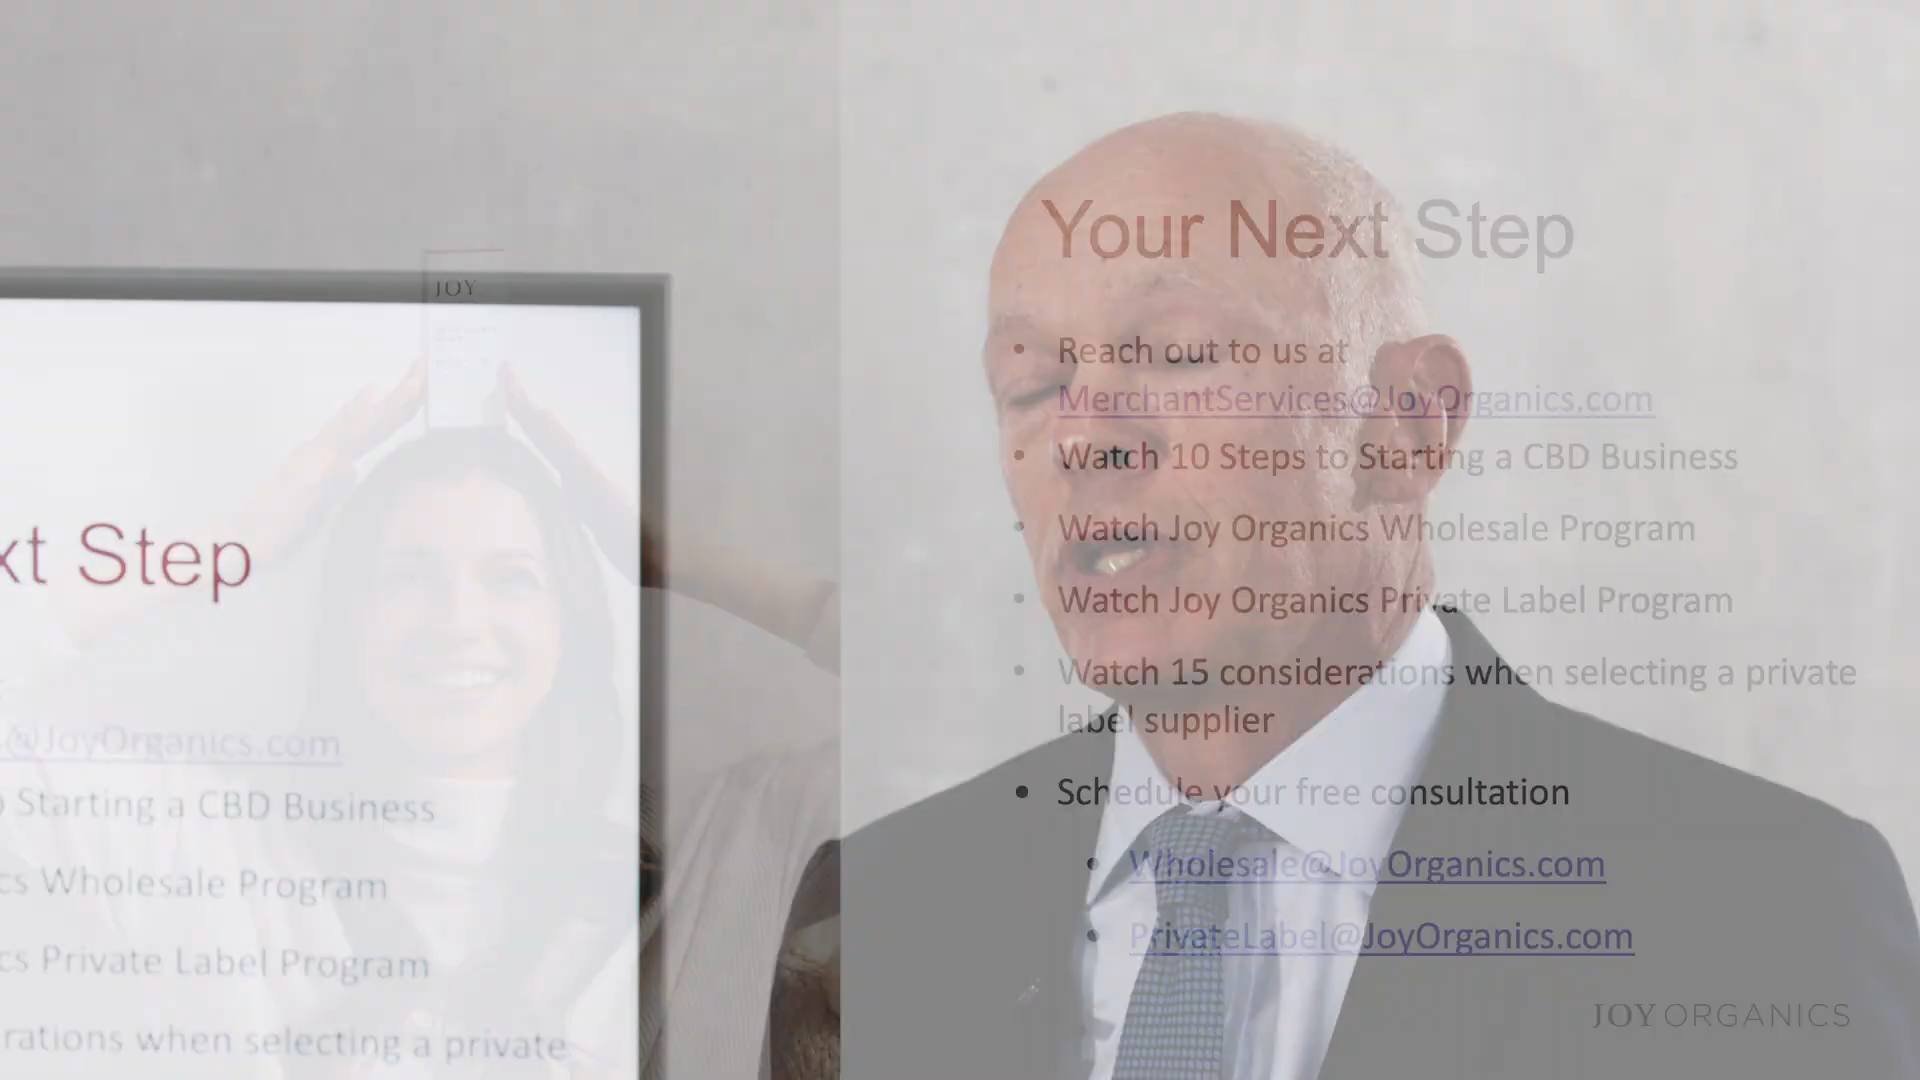 JOY
xt Step
@JoyOrganics.com
Starting a CBD Business
cs Wholesale Program
cs Private Label Program
rations when selecting a private
Your Next Step
• Reach out to us at
MerchantServices@JoyOrganics.com
• Watch 10 Steps to Starting a CBD Business
• Watch Joy Organics Wholesale Program
• Watch Joy Organics Private Label Program
• Watch 15 considerations when selecting a private
label supplier
• Schedule your free consultation
• Wholesale@JoyOrganics.com
• PrivateLabel@JoyOrganics.com
JOY ORGANICS